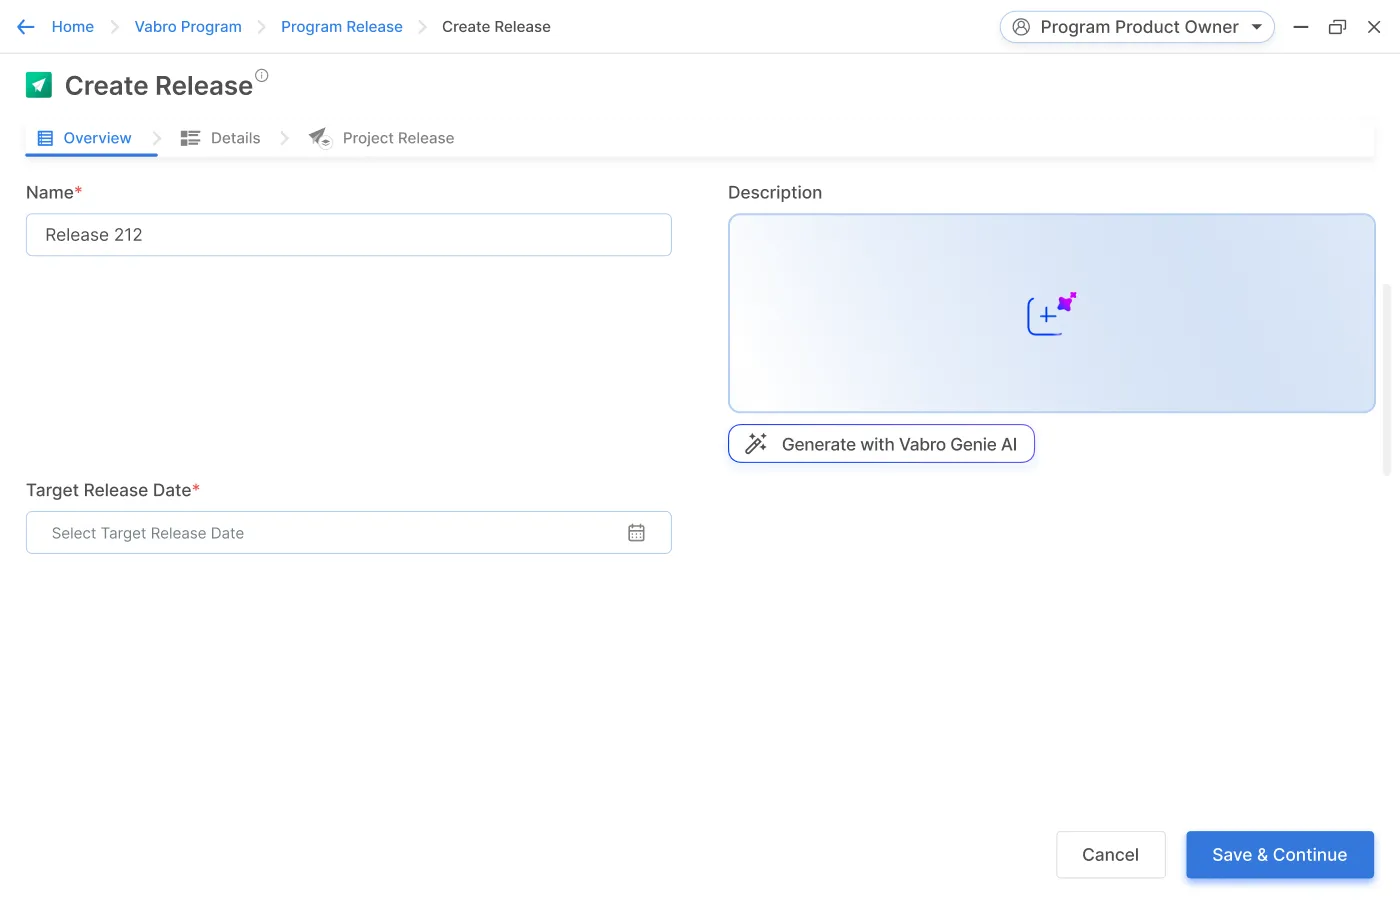 Home Vabro Program Program Release Create Release
Program Product Owner
Create Release
Overview Details Project Release
Name*
Release 212
Description
Generate with Vabro Genie AI
Target Release Date*
Select Target Release Date
Cancel Save & Continue